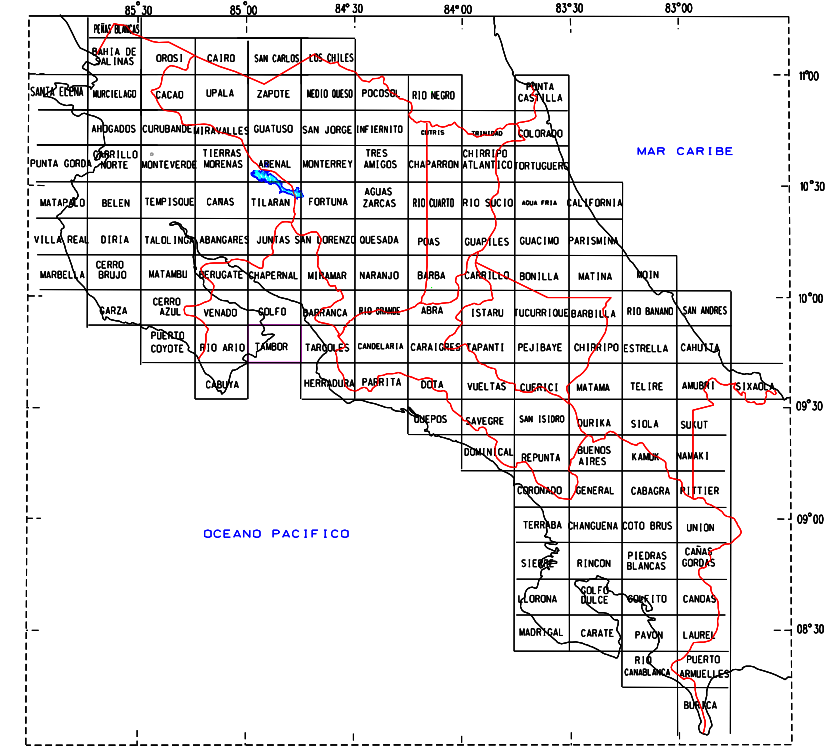 85°30 85°00 84°30 84°00 83°30 83°00
PEÑAS BLANCAS
BAHIA DE SALINAS OROSI CAIRO SAN CARLOS LOS CHILES
11°00
SANTA ELENA MURCIELAGO CACAO UPALA ZAPOTE MEDIO QUESO POCOSOL RIO NEGRO PUNTA CASTILLA
AHOGADOS CURUBANDE MIRAVALLES GUATUSO SAN JORGE INFIERNITO CUTRIS TRINIDAD COLORADO
MAR CARIBE
PUNTA GORDA CARRILLO NORTE MONTEVERDE TIERRAS MORENAS ARENAL MONTERREY TRES AMIGOS CHAPARRON CHIRRIPO ATLANTICO TORTUGUERO
10°30
MATAPALO BELEN TEMPISQUE CAÑAS TILARAN FORTUNA AGUAS ZARCAS RIO CUARTO RIO SUCIO AGUA FRIA CALIFORNIA
VILLA REAL DIRIA TALOLINGA ABANGARES JUNTAS SAN LORENZO QUESADA POAS GUAPILES GUACIMO PARISMINA
MARBELLA CERRO BRUJO MATAMBU BERUGATE CHAPERNAL MIRAMAR NARANJO BARBA CARRILLO BONILLA MATINA MOIN
10°00
GARZA CERRO AZUL VENADO GOLFO BARRANCA RIO GRANDE ABRA ISTARU TUCURRIQUE BARBILLA RIO BANANO SAN ANDRES
PUERTO COYOTE RIO ARIO TAMBOR TARCOLES CANDELARIA CARAIGRES TAPANTI PEJIBAYE CHIRRIPO ESTRELLA CAHUITA
CABUYA HERRADURA PARRITA DOTA VUELTAS CUERICI MATAMA TELIRE AMUBRI SIXAOLA
09°30
QUEPOS SAVEGRE SAN ISIDRO DURIKA SIOLA SUKUT
DOMINICAL REPUNTA BUENOS AIRES KAMUK NAMAKI
CORONADO GENERAL CABAGRA PITTIER
09°00
OCEANO PACIFICO
TERRABA CHANGUENA COTO BRUS UNION
SIERPE RINCON PIEDRAS BLANCAS CAÑAS GORDAS
LLORONA GOLFO DULCE GOLFITO CANOAS
MADRIGAL CARATE PAVON LAUREL
08°30
RIO CANABLANCA PUERTO ARMUELLES
BURICA